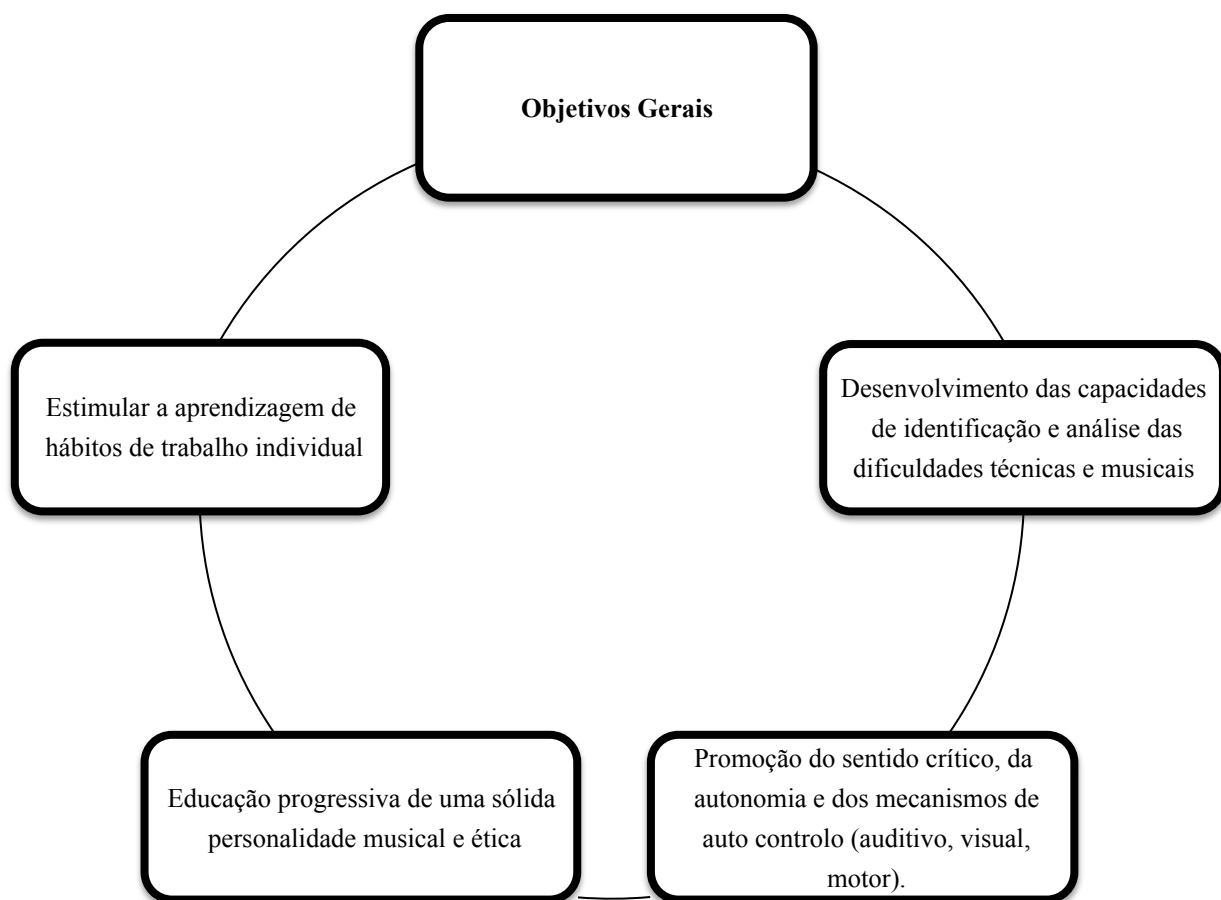 Objetivos Gerais
Estimular a aprendizagem de
hábitos de trabalho individual
Desenvolvimento das capacidades
de identificação e análise das
dificuldades técnicas e musicais
Educação progressiva de uma sólida
personalidade musical e ética
Promoção do sentido crítico, da
autonomia e dos mecanismos de
auto controlo (auditivo, visual,
motor).